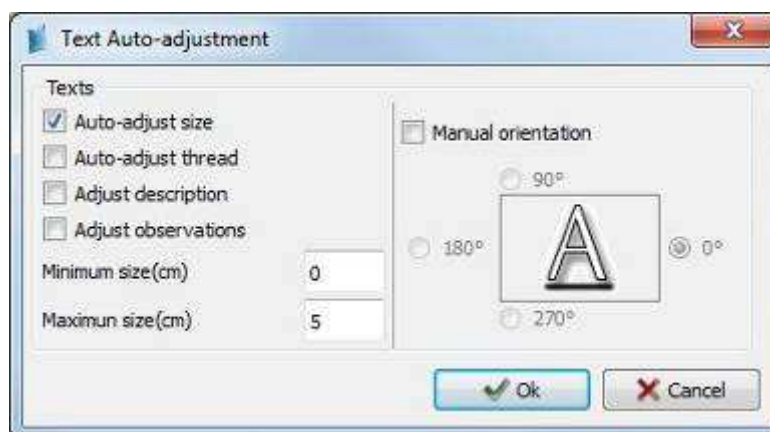 Text Auto-adjustment
Texts
Auto-adjust size
Auto-adjust thread
Adjust description
Adjust observations
Minimum size(cm) 0
Maximun size(cm) 5
Manual orientation
90°
180°
A
0°
270°
Ok
Cancel